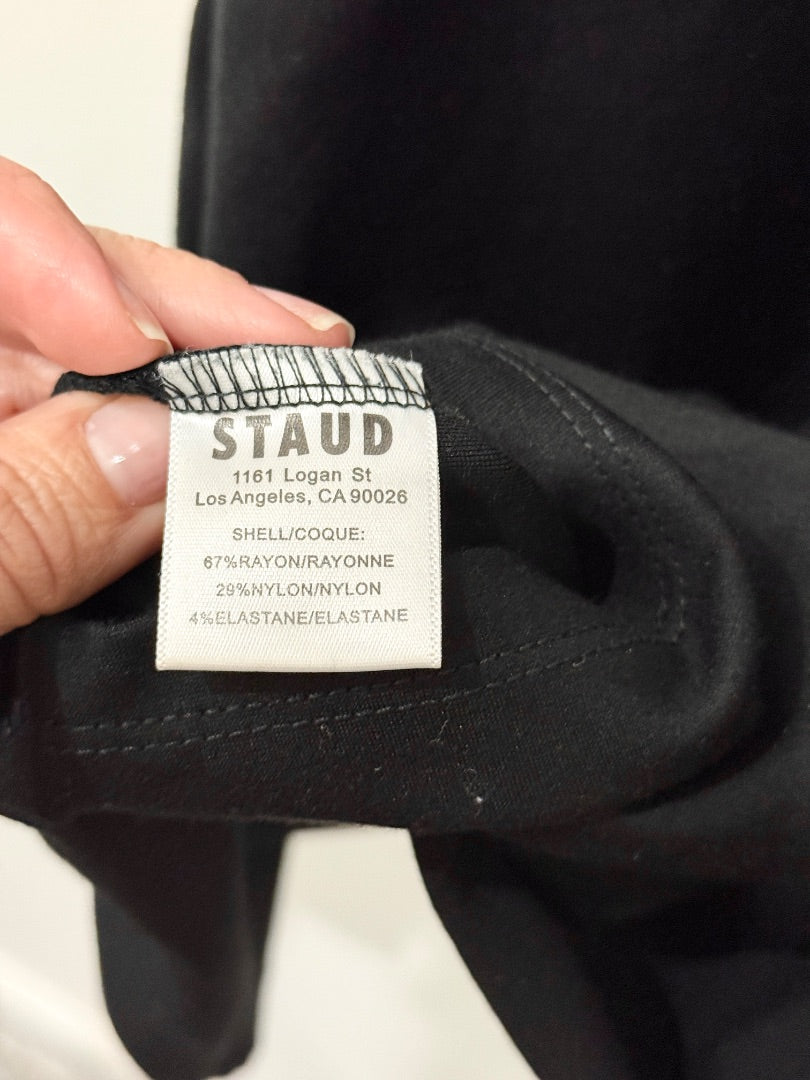 STAUD
1161 Logan St
Los Angeles, CA 90026
SHELL/COQUE:
67%RAYON/RAYONNE
29%NYLON/NYLON
4%ELASTANE/ELASTANE